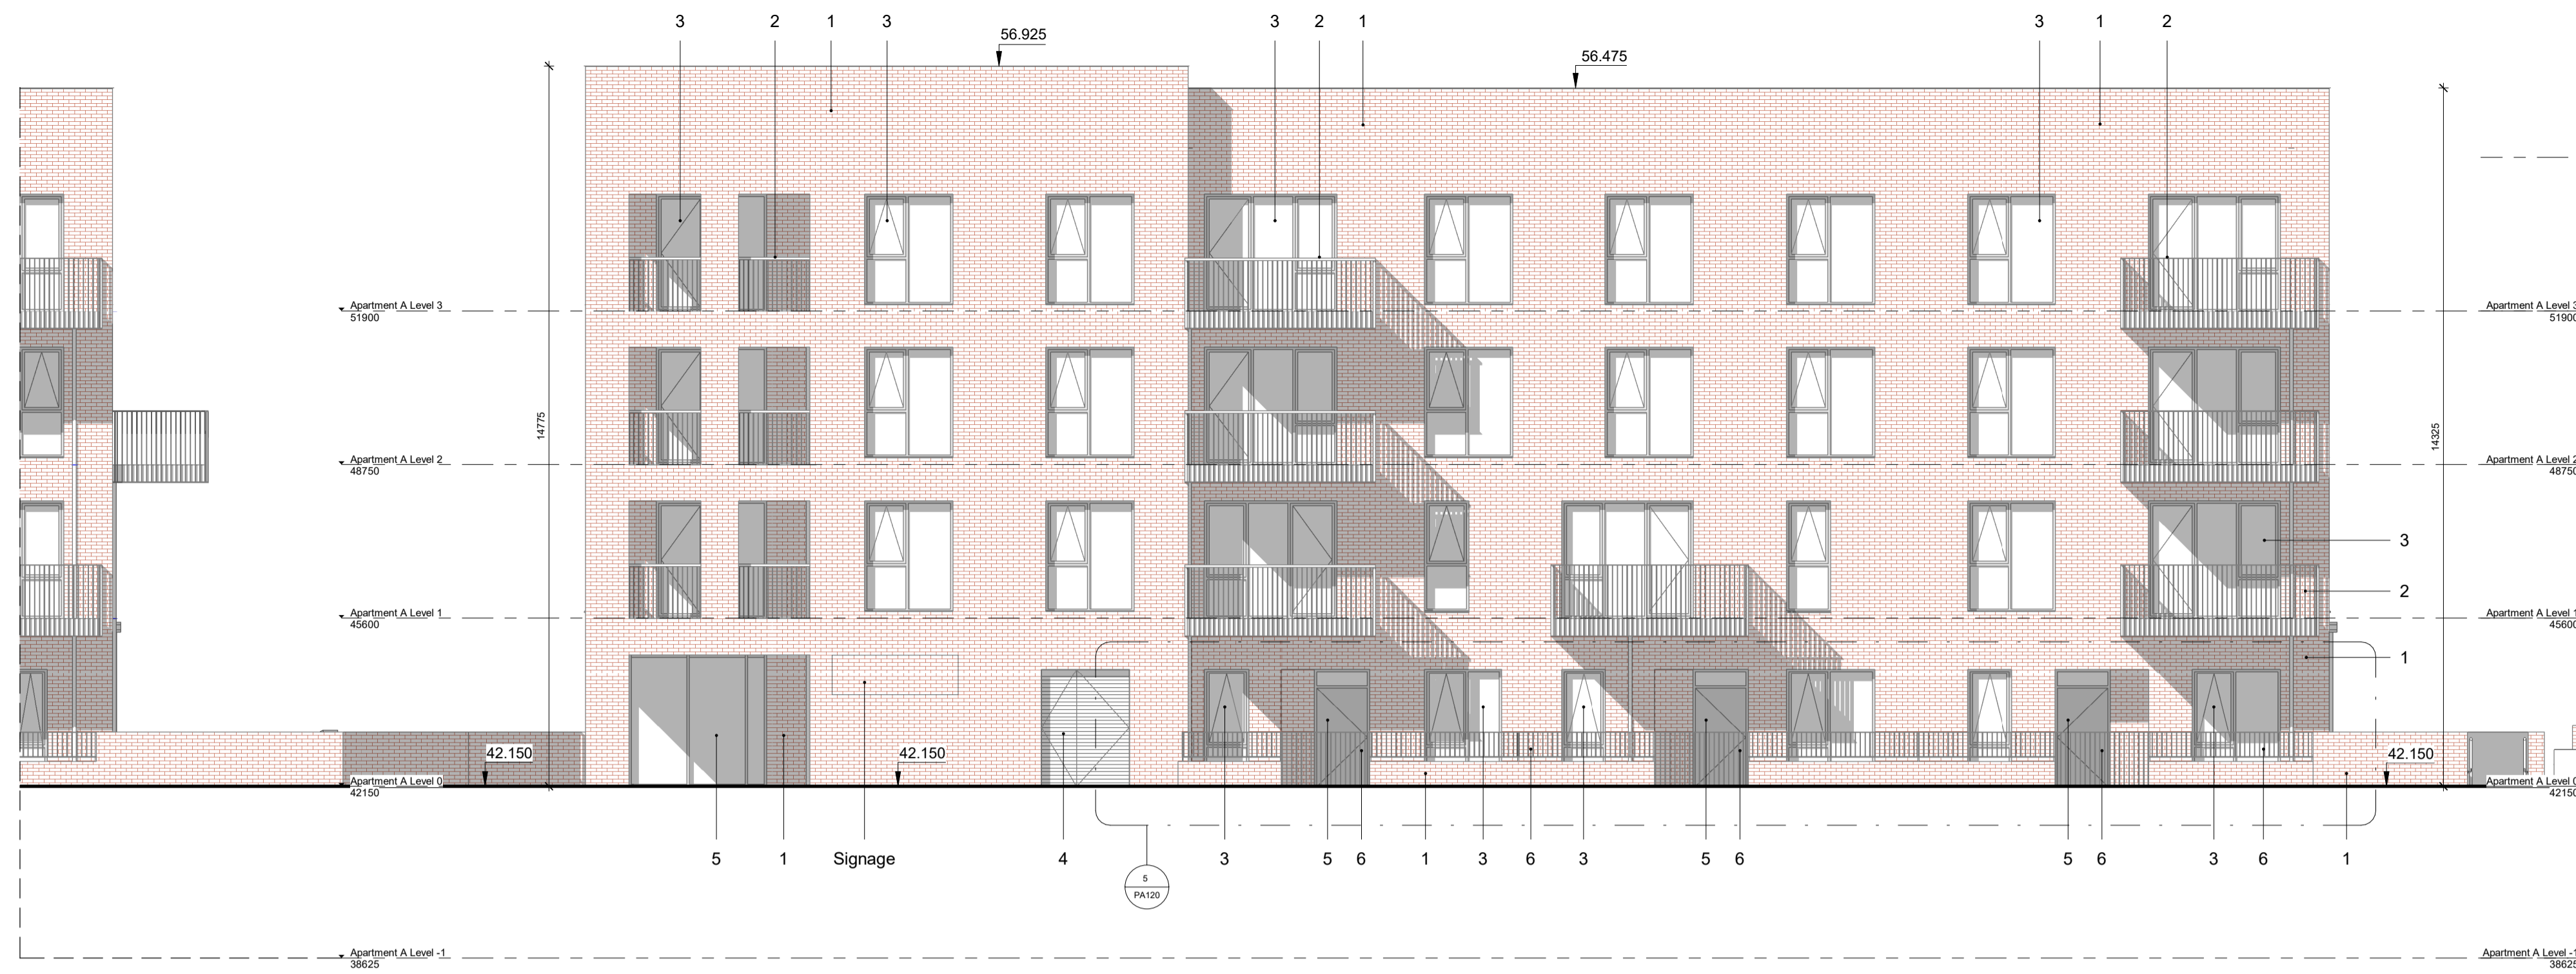 3 2 1 3 3 2 1 3 1 2
56.925
56.475
Apartment A Level 3
51900
Apartment A Level 3
51900
14775
14325
Apartment A Level 2
48750
Apartment A Level 2
48750
3
2
Apartment A Level 1
45600
Apartment A Level 1
45600
1
42.150
42.150
42.150
Apartment A Level 0
42150
Apartment A Level 0
42150
5 1 Signage 4 3 5 6 1 3 6 3 5 6 5 6 3 6 1
5
PA120
Apartment A Level -1
38625
Apartment A Level -1
38625